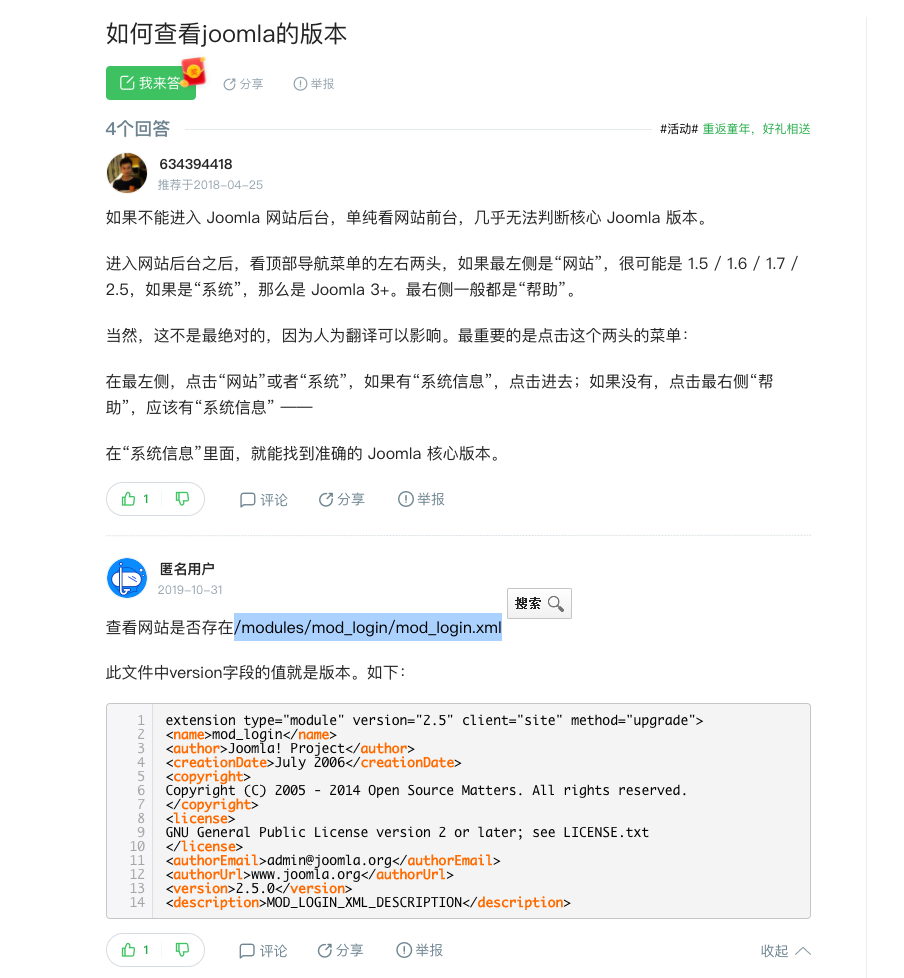 如何查看joomla的版本
我来答
分享
举报
4个回答
#活动# 重返童年，好礼相送
634394418
推荐于2018-04-25
如果不能进入 Joomla 网站后台，单纯看网站前台，几乎无法判断核心 Joomla 版本。
进入网站后台之后，看顶部导航菜单的左右两头，如果最左侧是“网站”，很可能是 1.5 / 1.6 / 1.7 /
2.5，如果是“系统”，那么是 Joomla 3+。最右侧一般都是“帮助”。
当然，这不是最绝对的，因为人为翻译可以影响。最重要的是点击这个两头的菜单：
在最左侧，点击“网站”或者“系统”，如果有“系统信息”，点击进去；如果没有，点击最右侧“帮
助”，应该有“系统信息” ——
在“系统信息”里面，就能找到准确的 Joomla 核心版本。
1
评论
分享
举报
匿名用户
2019-10-31
搜索
查看网站是否存在/modules/mod_login/mod_login.xml
此文件中version字段的值就是版本。如下：
1 extension type="module" version="2.5" client="site" method="upgrade">
2 <name>mod_login</name>
3 <author>Joomla! Project</author>
4 <creationDate>July 2006</creationDate>
5 <copyright>
6 Copyright (C) 2005 - 2014 Open Source Matters. All rights reserved.
7 </copyright>
8 <license>
9 GNU General Public License version 2 or later; see LICENSE.txt
10 </license>
11 <authorEmail>admin@joomla.org</authorEmail>
12 <authorUrl>www.joomla.org</authorUrl>
13 <version>2.5.0</version>
14 <description>MOD_LOGIN_XML_DESCRIPTION</description>
1
评论
分享
举报
收起